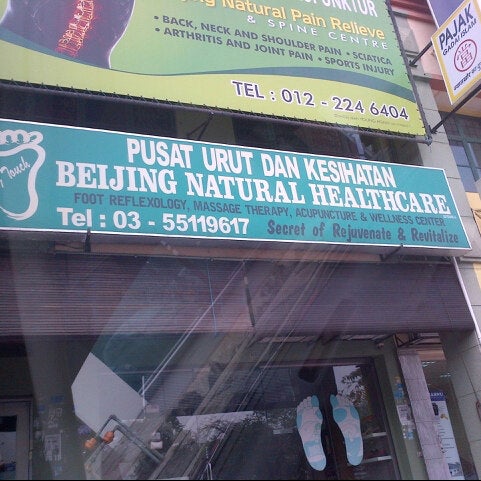 Natural Pain Relieve
& SPINE CENTRE
• BACK, NECK AND SHOULDER PAIN • SCIATICA
• ARTHRITIS AND JOINT PAIN • SPORTS INJURY
TEL : 012 - 224 6404
PAJAK
GADAI
當
Touch
PUSAT URUT DAN KESIHATAN
BEIJING NATURAL HEALTHCARE
FOOT REFLEXOLOGY, MASSAGE THERAPY, ACUPUNCTURE & WELLNESS CENTER
Tel : 03 - 55119617
Secret of Rejuvenate & Revitalize